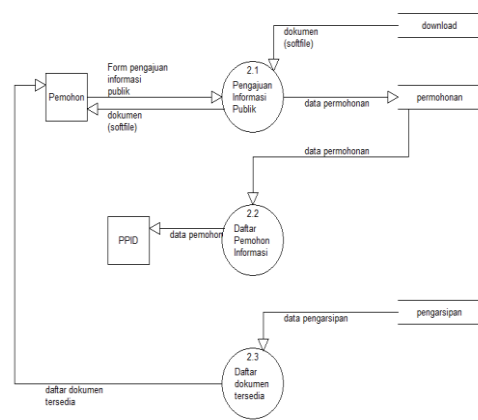 dokumen
(softfile)
download
2.1
Pengajuan
Informasi
Publik
Form pengajuan
informasi
publik
Pemohon
dokumen
(softfile)
data permohonan
permohonan
data permohonan
2.2
Daftar
Pemohon
Informasi
PPID
data pemohon
data pengarsipan
pengarsipan
2.3
Daftar
dokumen
tersedia
daftar dokumen
tersedia